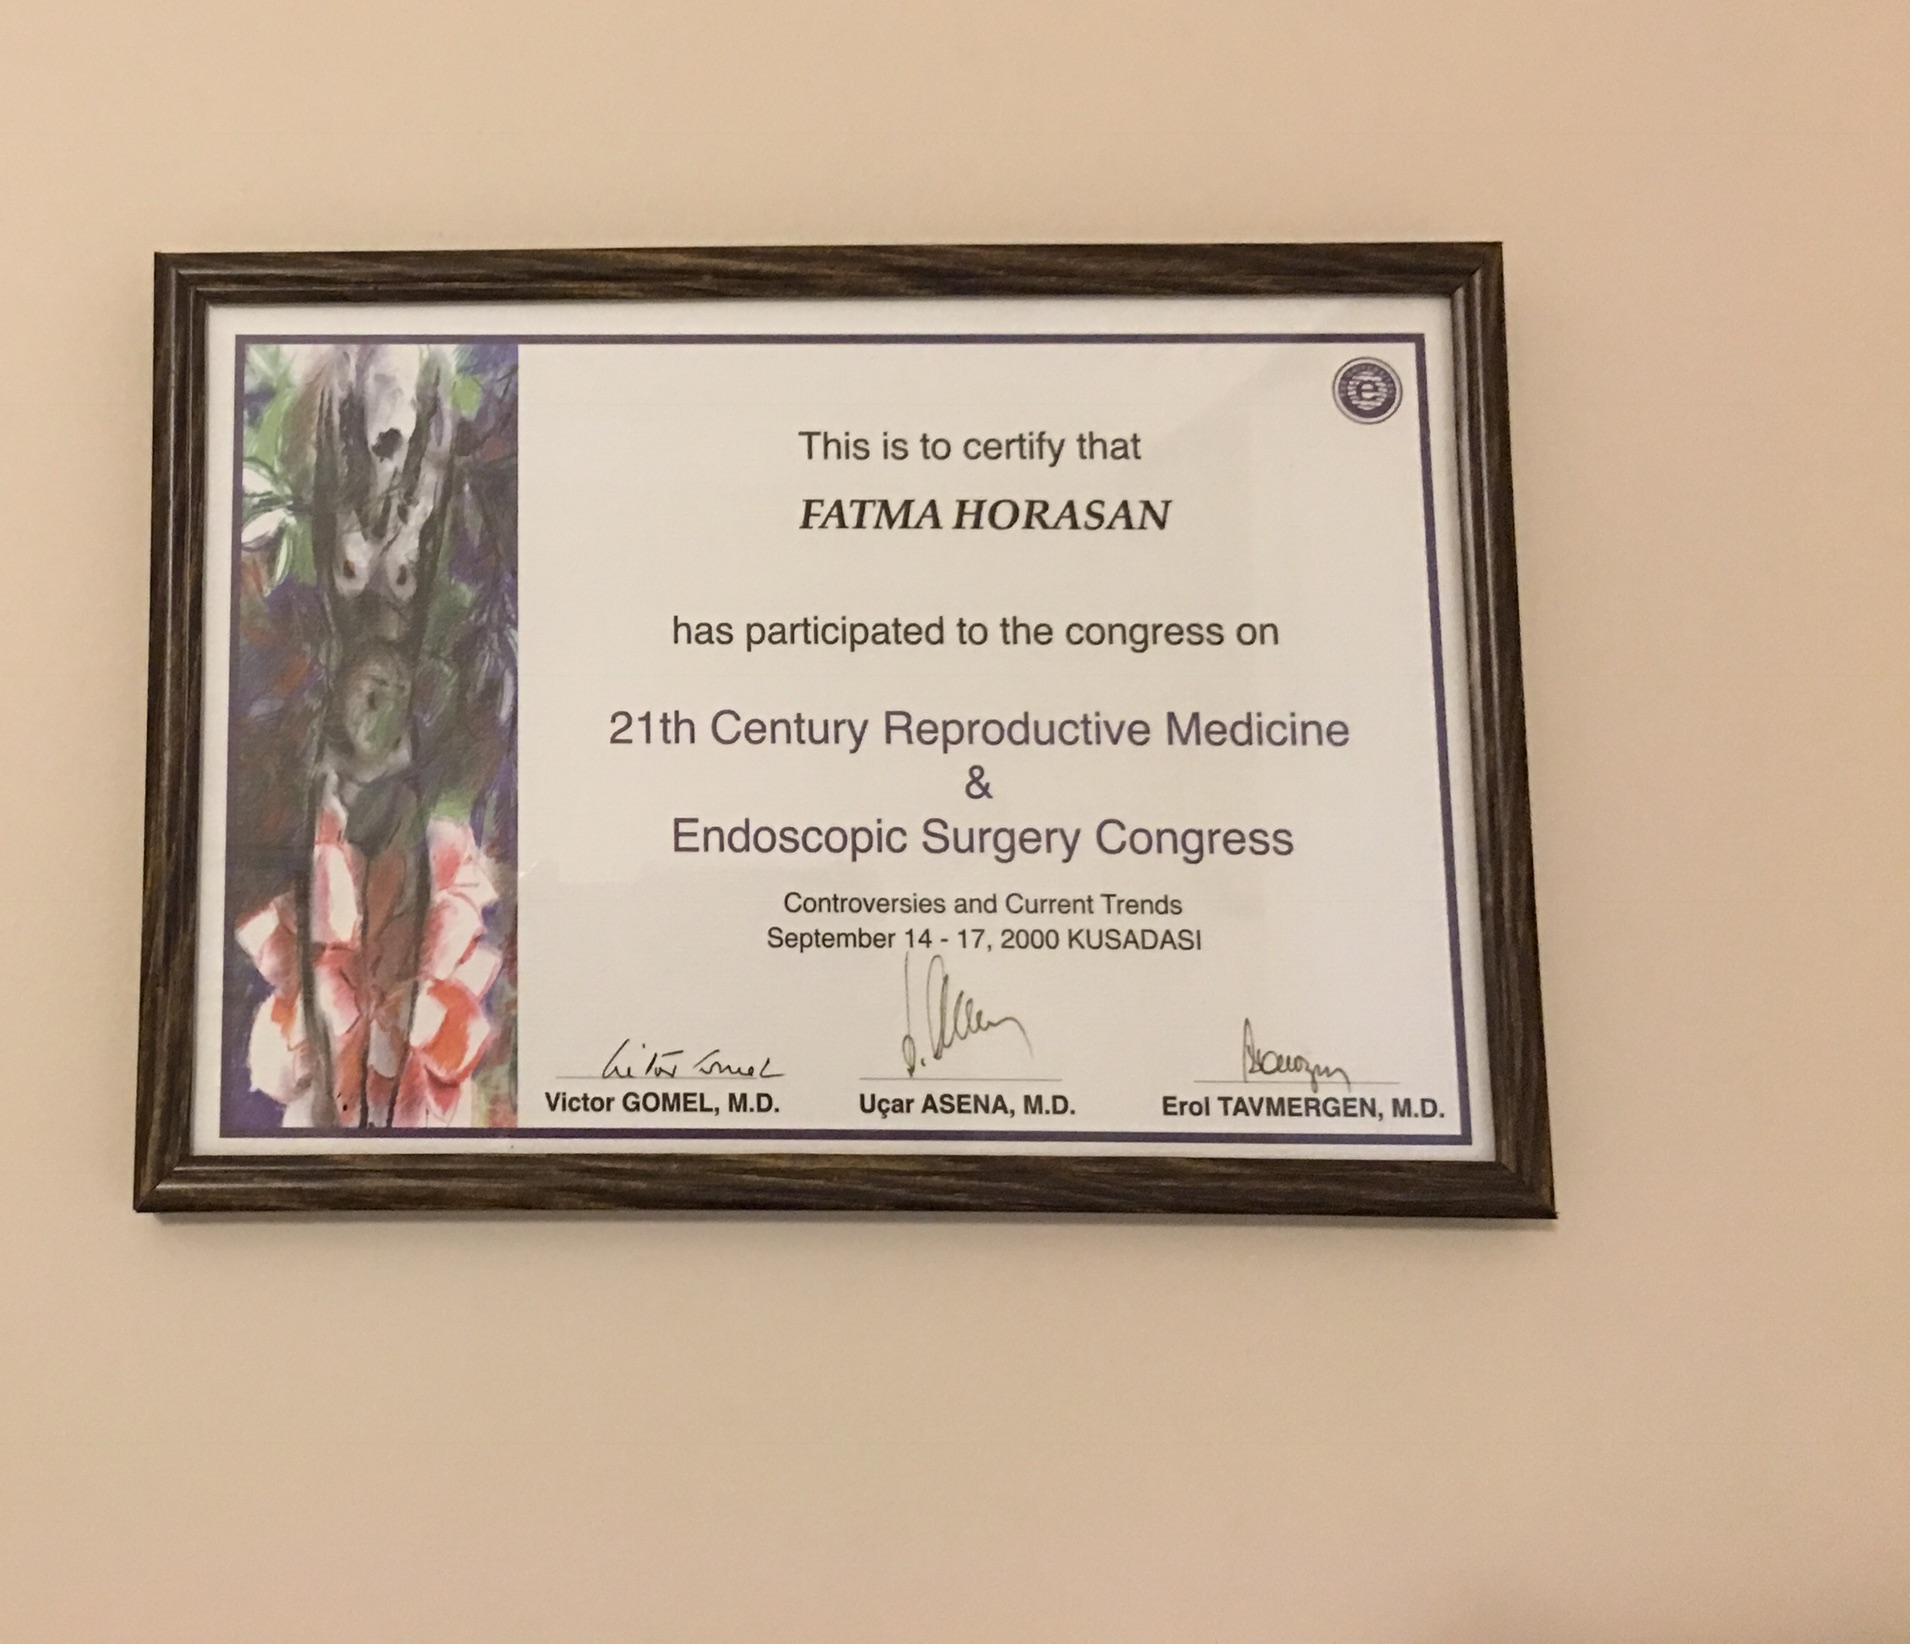 This is to certify that
FATMA HORASAN
has participated to the congress on
21th Century Reproductive Medicine
&
Endoscopic Surgery Congress
Controversies and Current Trends
September 14 - 17, 2000 KUSADASI
Victor GOMEL, M.D.
Uçar ASENA, M.D.
Erol TAVMERGEN, M.D.
e